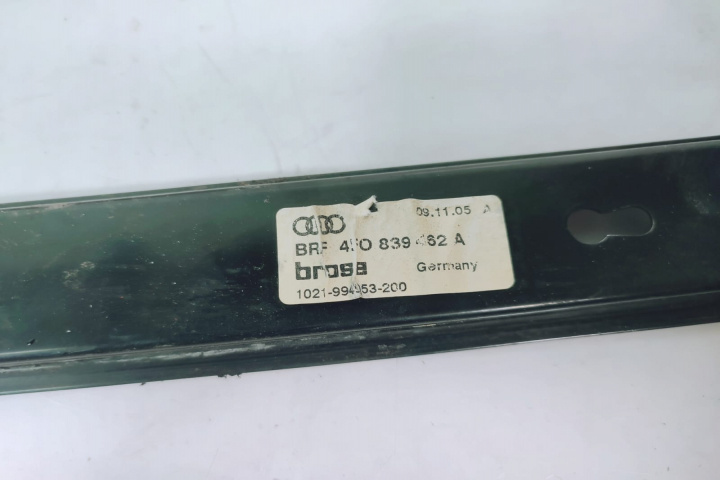 09.11.05 A
BRF 4F0 839 462 A
brose
Germany
1021-994953-200